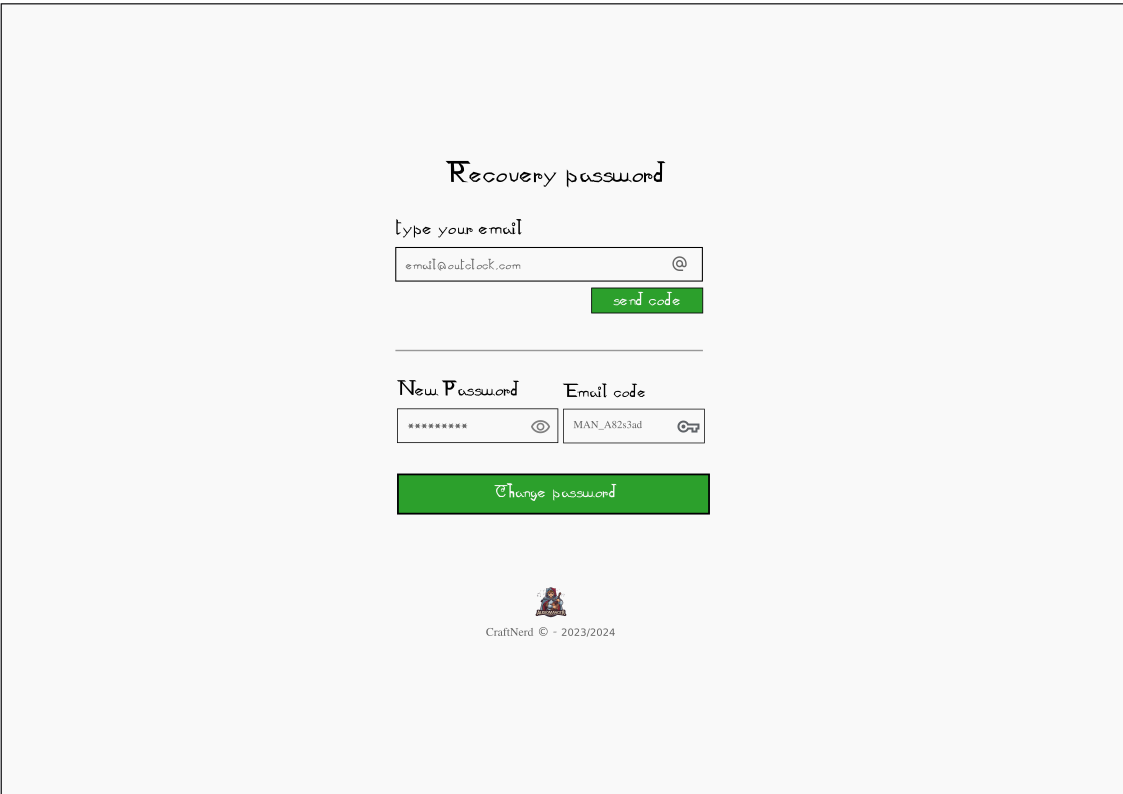 Recovery password
type your email
email@outclock.com @
send code
New Password Email code
********* MAN_A82s3ad
Change password
CraftNerd © - 2023/2024